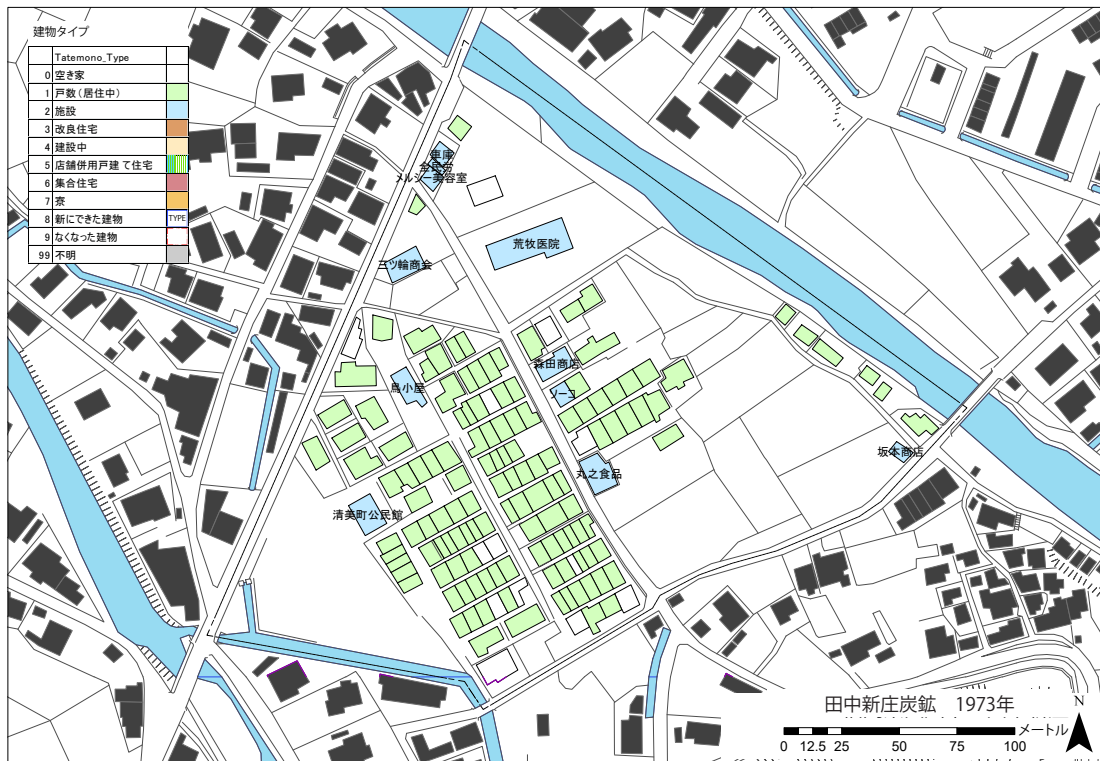 建物タイプ
Tatemono_Type
0 空き家
1 戸数(居住中)
2 施設
3 改良住宅
4 建設中
5 店舗併用戸建て住宅
6 集合住宅
7 寮
8 新にできた建物 TYPE
9 なくなった建物
99 不明
車庫
メルシー美容室
荒牧医院
三ツ輪商会
森田商店
鳥小屋
ソーコ
坂本商店
丸之食品
清美町公民館
田中新庄炭鉱 1973年
N
メートル
0 12.5 25 50 75 100